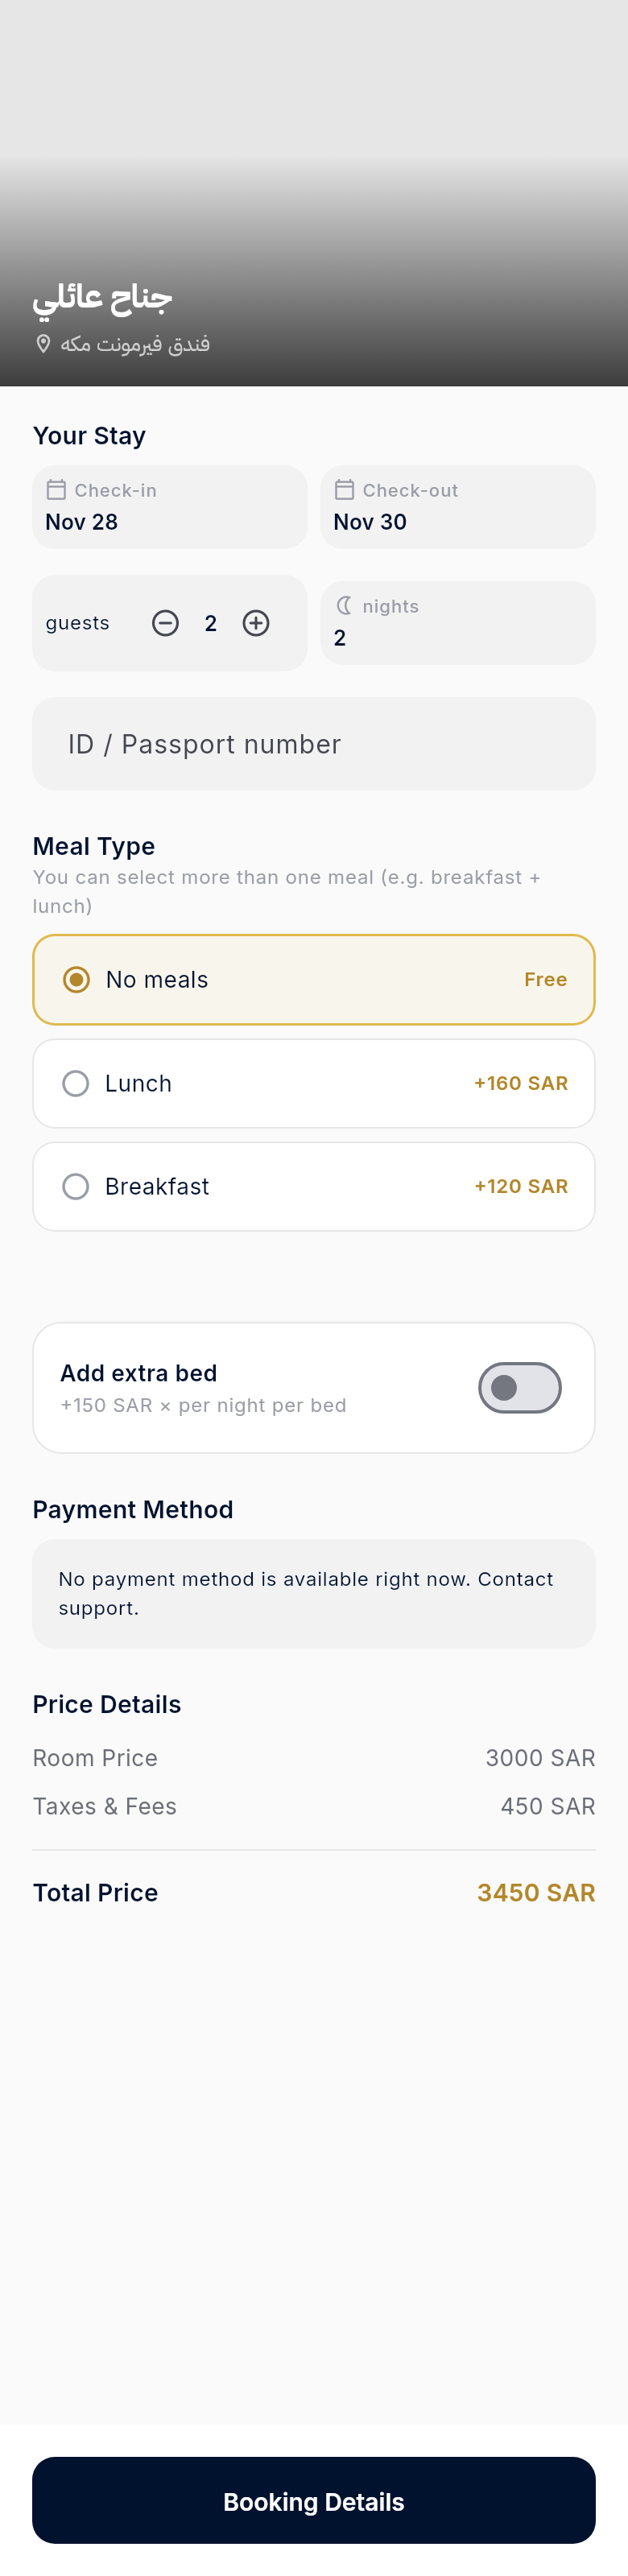 جناح عائلي
فندق فيرمونت مكه
Your Stay
Check-in
Nov 28
Check-out
Nov 30
guests 2
nights
2
ID / Passport number
Meal Type
You can select more than one meal (e.g. breakfast +
lunch)
No meals Free
Lunch +160 SAR
Breakfast +120 SAR
Add extra bed
+150 SAR × per night per bed
Payment Method
No payment method is available right now. Contact
support.
Price Details
Room Price 3000 SAR
Taxes & Fees 450 SAR
Total Price 3450 SAR
Booking Details